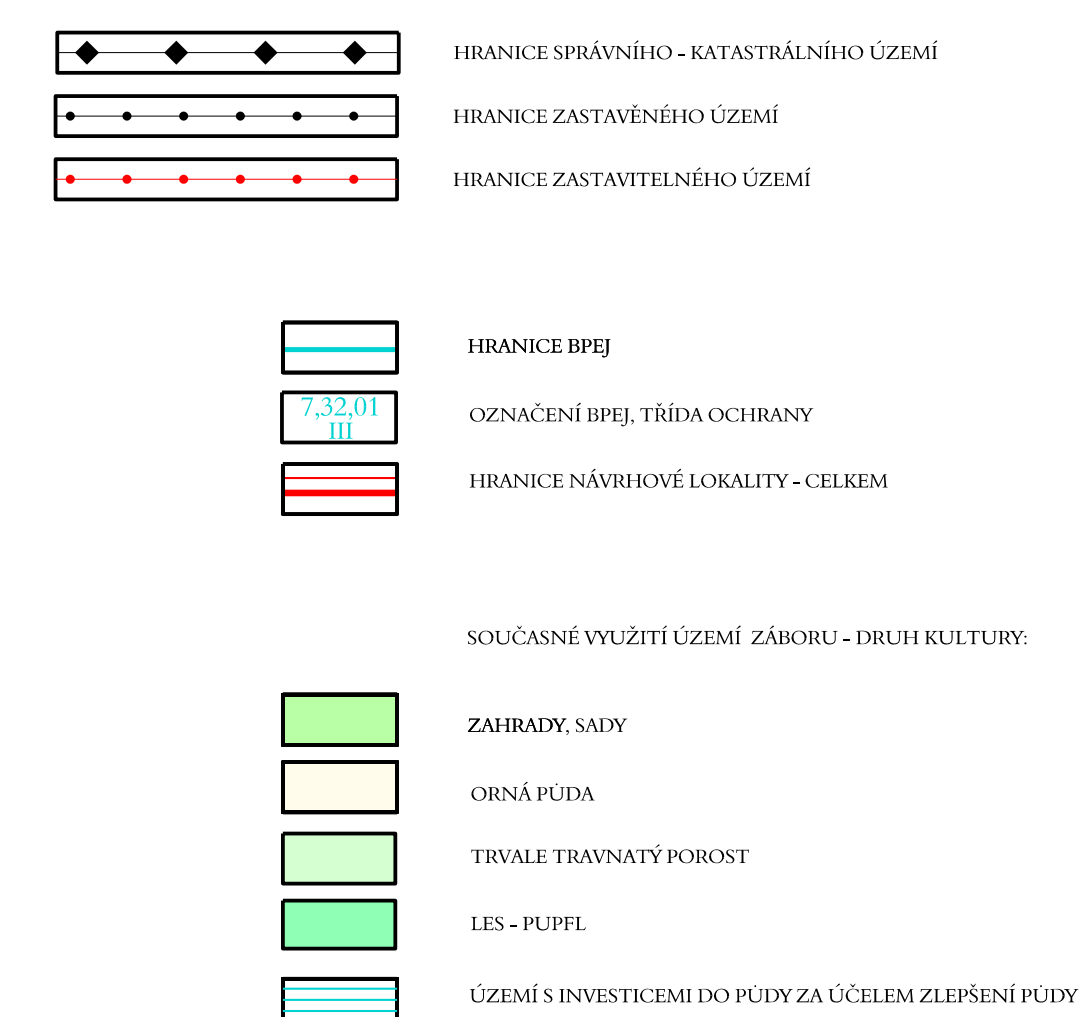 HRANICE SPRÁVNÍHO - KATASTRÁLNÍHO ÚZEMÍ
HRANICE ZASTAVĚNÉHO ÚZEMÍ
HRANICE ZASTAVITELNÉHO ÚZEMÍ
HRANICE BPEJ
7,32,01
III
OZNAČENÍ BPEJ, TŘÍDA OCHRANY
HRANICE NÁVRHOVÉ LOKALITY - CELKEM
SOUČASNÉ VYUŽITÍ ÚZEMÍ ZÁBORU - DRUH KULTURY:
ZAHRADY, SADY
ORNÁ PŮDA
TRVALE TRAVNATÝ POROST
LES - PUPFL
ÚZEMÍ S INVESTICEMI DO PŮDY ZA ÚČELEM ZLEPŠENÍ PŮDY